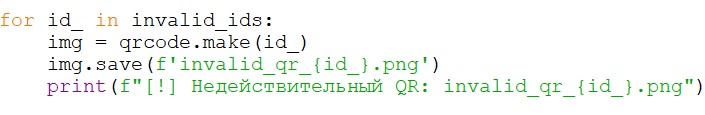 for id_ in invalid_ids:
    img = qrcode.make(id_)
    img.save(f'invalid_qr_{id_}.png')
    print(f"[!] Недействительный QR: invalid_qr_{id_}.png")